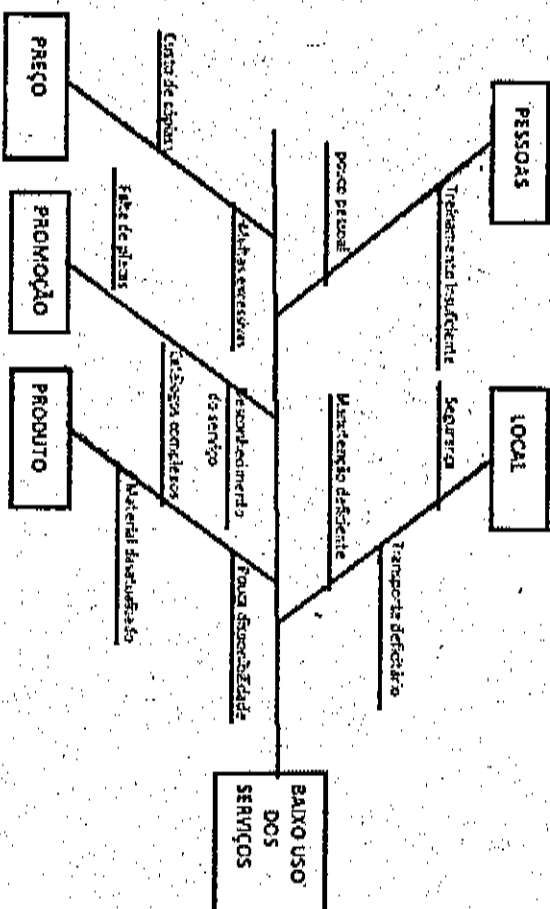 PESSOAS
LOCAL
Treinamento insuficiente
Segurança
Transporte deficitário
pouco pessoal
Manutenção deficiente
BAIXO USO
DOS
SERVIÇOS
Multas excessivas
Desconhecimento
do serviço
Pouca disponibilidade
Custo de cópias
Catálogos complexos
Falta de placas
Material desatualizado
PREÇO
PROMOÇÃO
PRODUTO